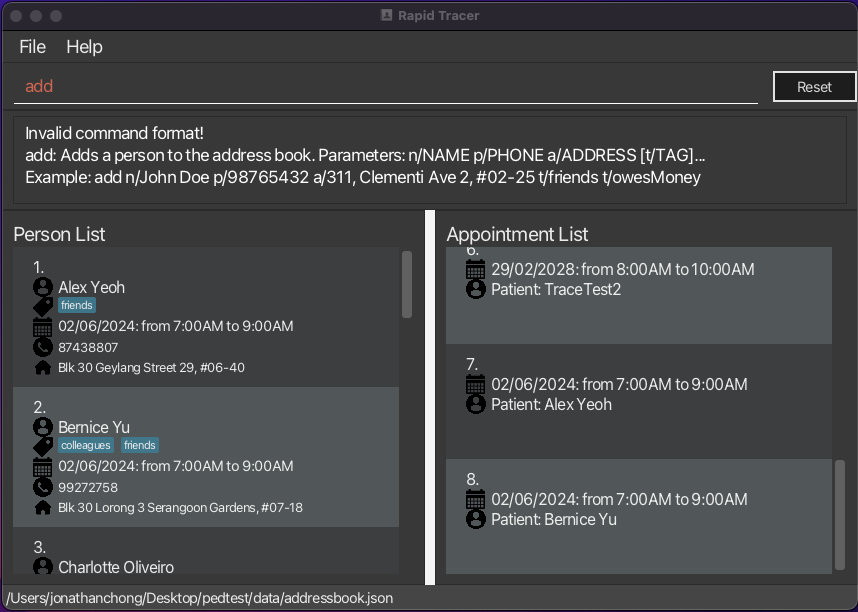 Rapid Tracer
File Help
add
Reset
Invalid command format!
add: Adds a person to the address book. Parameters: n/NAME p/PHONE a/ADDRESS [t/TAG]...
Example: add n/John Doe p/98765432 a/311, Clementi Ave 2, #02-25 t/friends t/owesMoney
Person List
1.
Alex Yeoh
friends
02/06/2024: from 7:00AM to 9:00AM
87438807
Blk 30 Geylang Street 29, #06-40
2.
Bernice Yu
colleagues friends
02/06/2024: from 7:00AM to 9:00AM
99272758
Blk 30 Lorong 3 Serangoon Gardens, #07-18
3.
Charlotte Oliveiro
Appointment List
6.
29/02/2028: from 8:00AM to 10:00AM
Patient: TraceTest2
7.
02/06/2024: from 7:00AM to 9:00AM
Patient: Alex Yeoh
8.
02/06/2024: from 7:00AM to 9:00AM
Patient: Bernice Yu
/Users/jonathanchong/Desktop/pedtest/data/addressbook.json